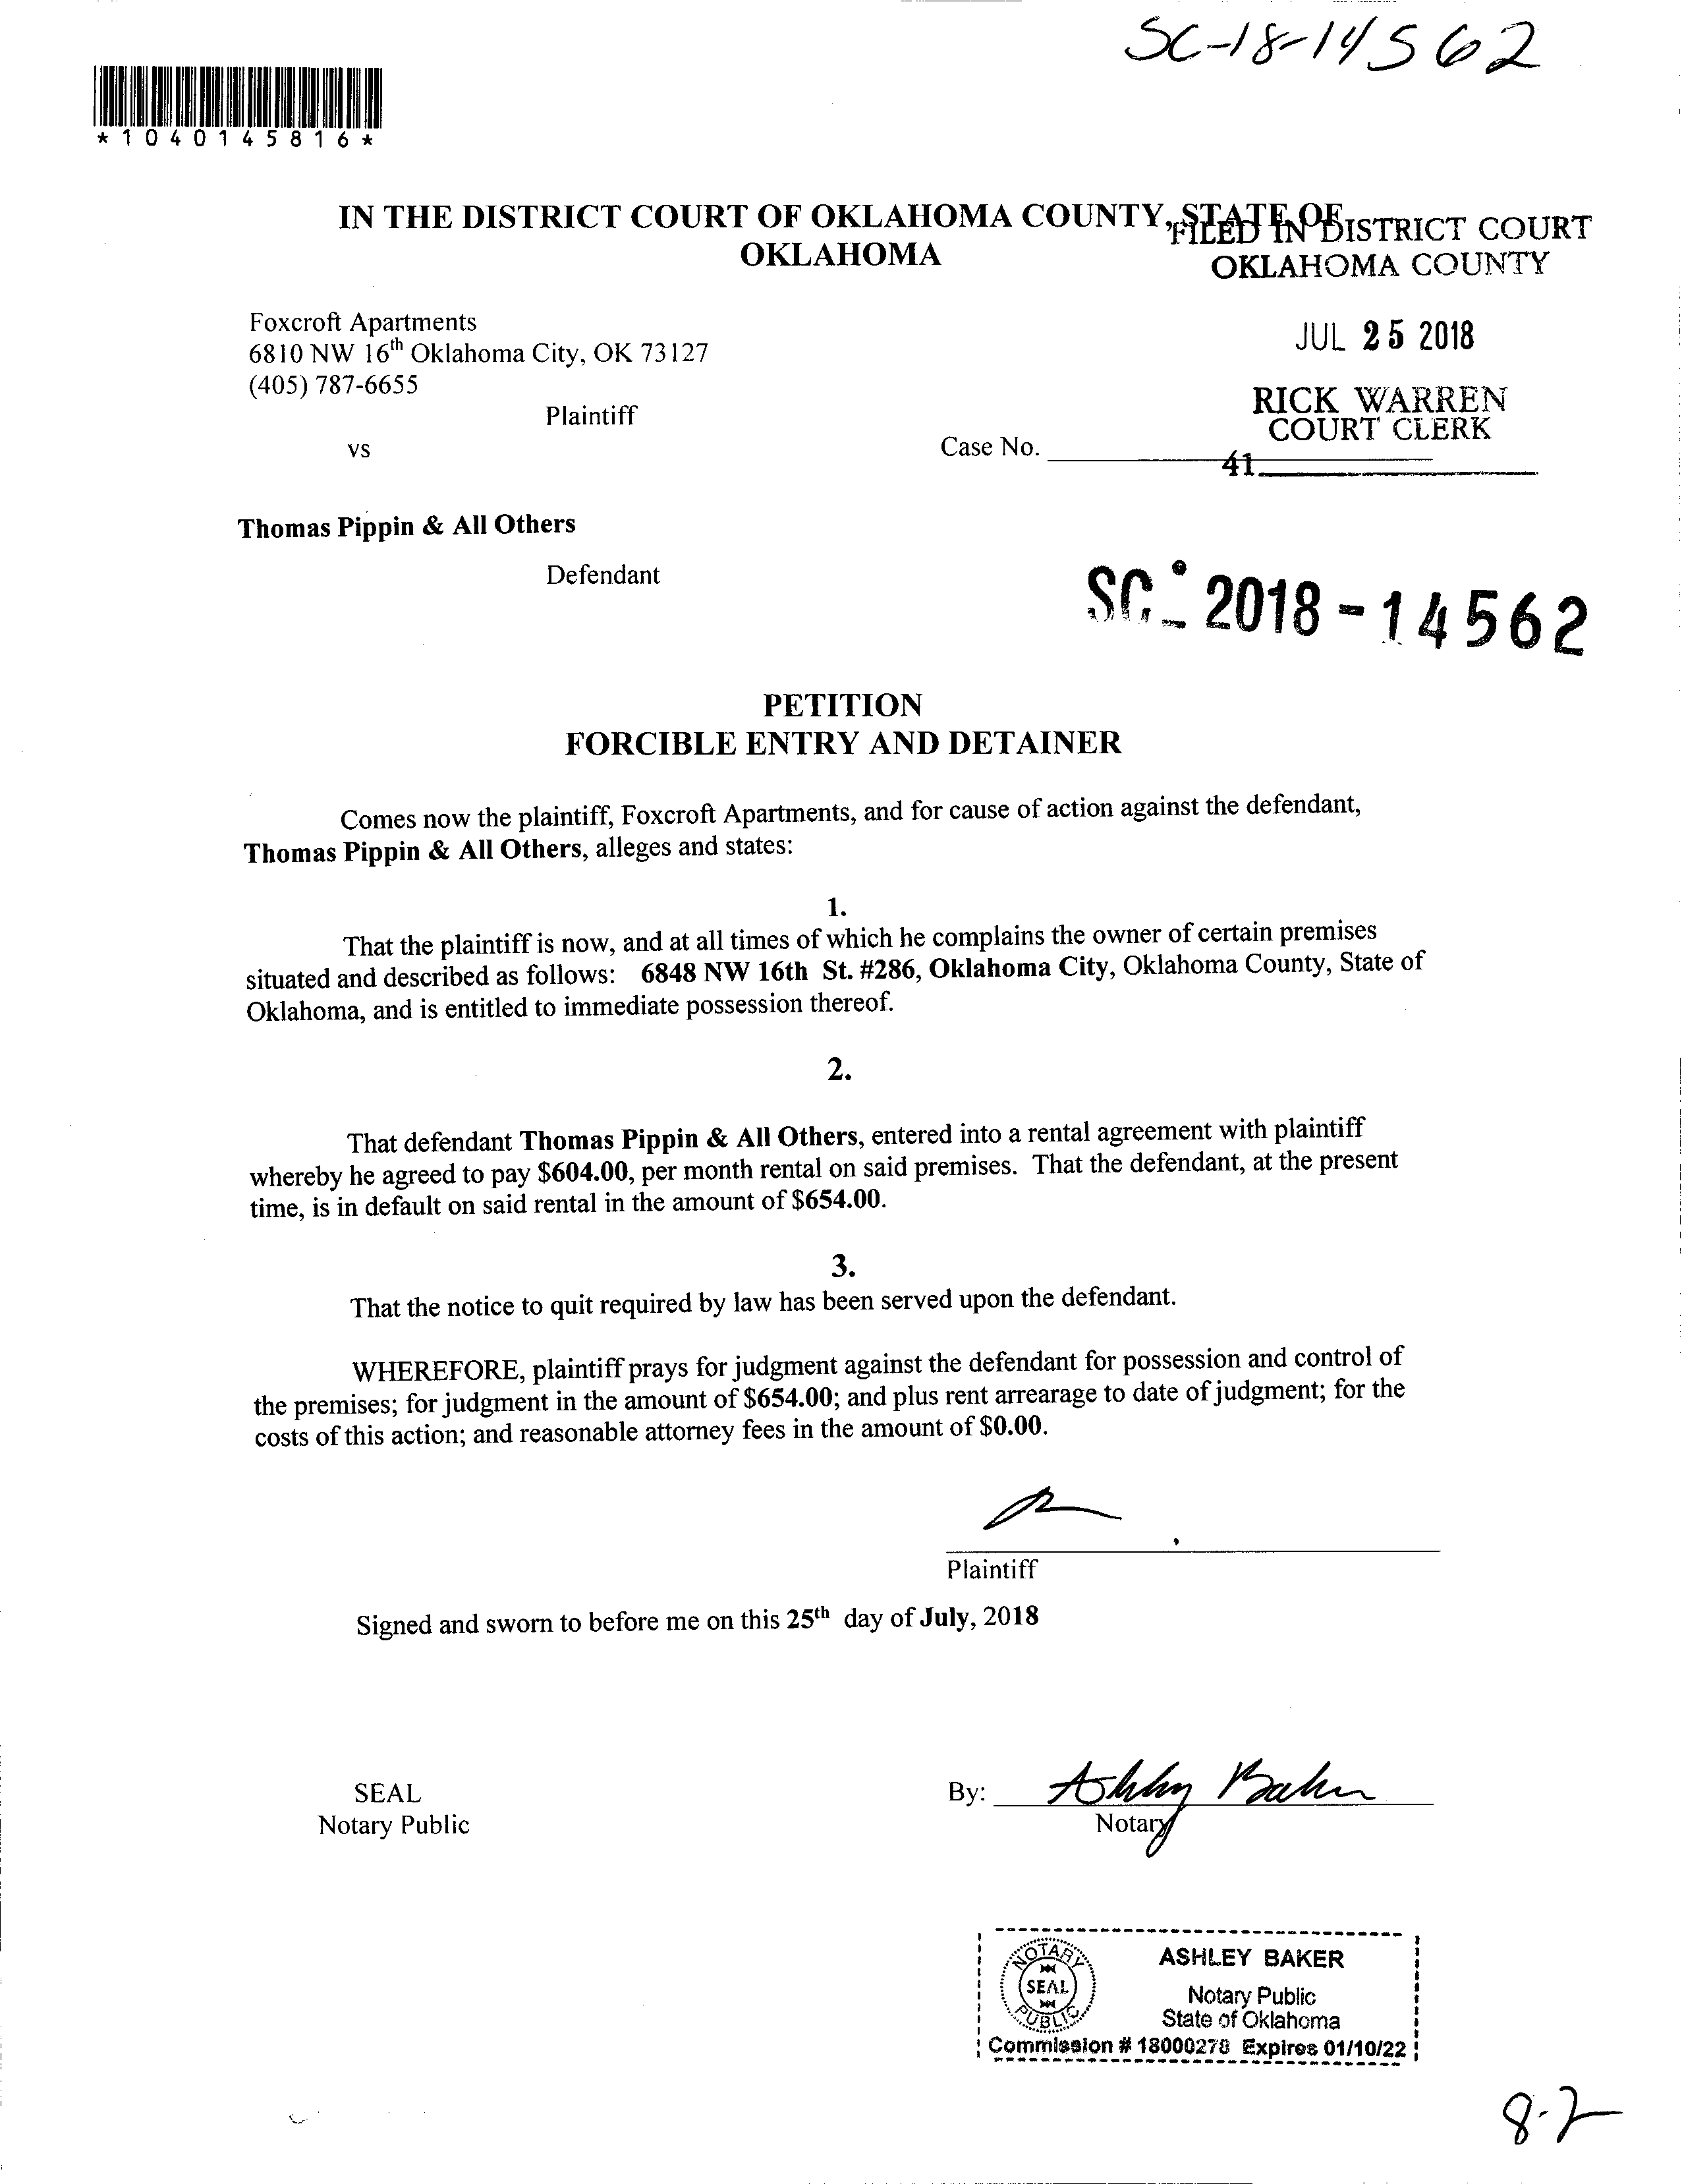 SC-18-14562
*1040145816*
IN THE DISTRICT COURT OF OKLAHOMA COUNTY, STATE OF
OKLAHOMA
FILED IN DISTRICT COURT
OKLAHOMA COUNTY
JUL 25 2018
RICK WARREN
COURT CLERK
41
Foxcroft Apartments
6810 NW 16th Oklahoma City, OK 73127
(405) 787-6655
Plaintiff
vs
Case No.
Thomas Pippin & All Others
Defendant
SC - 2018 - 14562
PETITION
FORCIBLE ENTRY AND DETAINER
Comes now the plaintiff, Foxcroft Apartments, and for cause of action against the defendant,
Thomas Pippin & All Others, alleges and states:
1.
That the plaintiff is now, and at all times of which he complains the owner of certain premises
situated and described as follows: 6848 NW 16th St. #286, Oklahoma City, Oklahoma County, State of
Oklahoma, and is entitled to immediate possession thereof.
2.
That defendant Thomas Pippin & All Others, entered into a rental agreement with plaintiff
whereby he agreed to pay $604.00, per month rental on said premises. That the defendant, at the present
time, is in default on said rental in the amount of $654.00.
3.
That the notice to quit required by law has been served upon the defendant.
WHEREFORE, plaintiff prays for judgment against the defendant for possession and control of
the premises; for judgment in the amount of $654.00; and plus rent arrearage to date of judgment; for the
costs of this action; and reasonable attorney fees in the amount of $0.00.
Plaintiff
Signed and sworn to before me on this 25th day of July, 2018
SEAL
Notary Public
By: Ashley Baker
Notary
NOTARY
SEAL
PUBLIC
ASHLEY BAKER
Notary Public
State of Oklahoma
Commission # 18000278 Expires 01/10/22
8-2